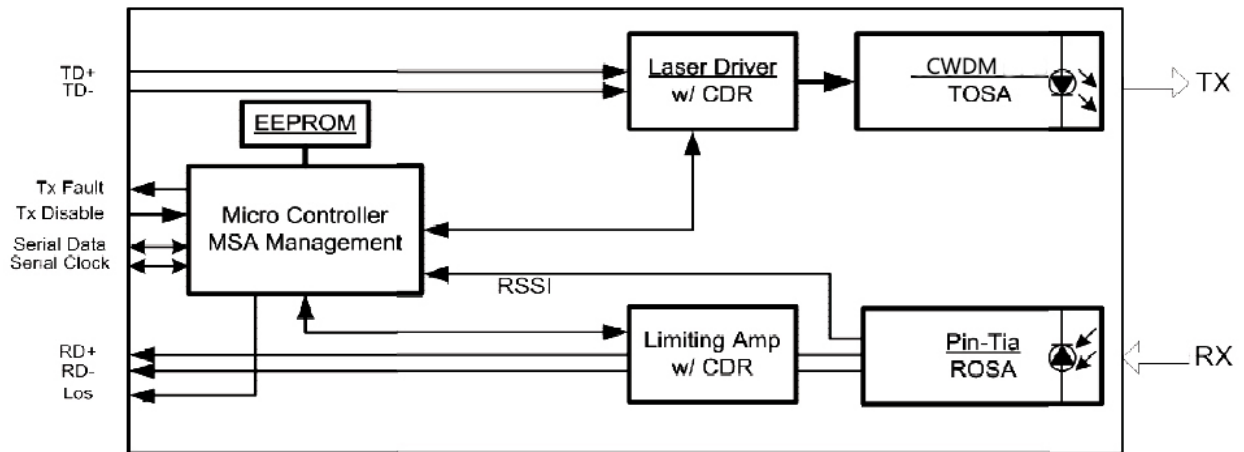 TD+
TD-
Laser Driver
w/ CDR
CWDM
TOSA
TX
EEPROM
Tx Fault
Tx Disable
Serial Data
Serial Clock
Micro Controller
MSA Management
RSSI
RD+
RD-
Los
Limiting Amp
w/ CDR
Pin-Tia
ROSA
RX